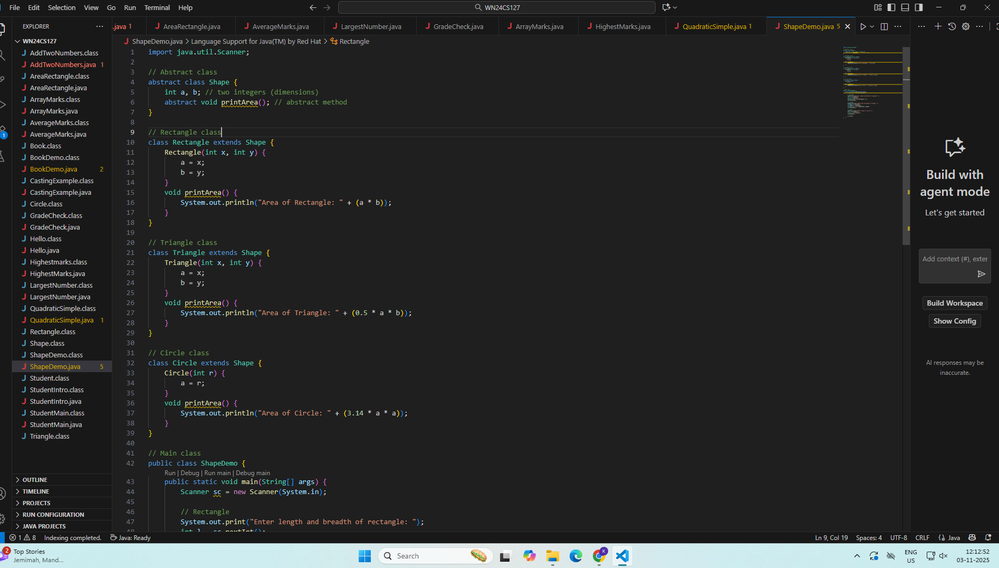 File Edit Selection View Go Run Terminal Help
WN24CS127
EXPLORER
.java 1
AreaRectangle.java
AverageMarks.java
LargestNumber.java
GradeCheck.java
ArrayMarks.java
HighestMarks.java
QuadraticSimple.java 1
ShapeDemo.java 5
WN24CS127
AddTwoNumbers.class
AddTwoNumbers.java 1
AreaRectangle.class
AreaRectangle.java
ArrayMarks.class
ArrayMarks.java
AverageMarks.class
AverageMarks.java
Book.class
BookDemo.class
BookDemo.java 2
CastingExample.class
CastingExample.java
Circle.class
GradeCheck.class
GradeCheck.java
Hello.class
Hello.java
Highestmarks.class
HighestMarks.java
LargestNumber.class
LargestNumber.java
QuadraticSimple.class
QuadraticSimple.java 1
Rectangle.class
Shape.class
ShapeDemo.class
ShapeDemo.java 5
Student.class
StudentIntro.class
StudentIntro.java
StudentMain.class
StudentMain.java
Triangle.class
OUTLINE
TIMELINE
PROJECTS
RUN CONFIGURATION
JAVA PROJECTS
1
ShapeDemo.java > Language Support for Java(TM) by Red Hat > Rectangle
1 import java.util.Scanner;
2
3 // Abstract class
4 abstract class Shape {
5 int a, b; // two integers (dimensions)
6 abstract void printArea(); // abstract method
7 }
8
9 // Rectangle class
10 class Rectangle extends Shape {
11 Rectangle(int x, int y) {
12 a = x;
13 b = y;
14 }
15 void printArea() {
16 System.out.println("Area of Rectangle: " + (a * b));
17 }
18 }
19
20 // Triangle class
21 class Triangle extends Shape {
22 Triangle(int x, int y) {
23 a = x;
24 b = y;
25 }
26 void printArea() {
27 System.out.println("Area of Triangle: " + (0.5 * a * b));
28 }
29 }
30
31 // Circle class
32 class Circle extends Shape {
33 Circle(int r) {
34 a = r;
35 }
36 void printArea() {
37 System.out.println("Area of Circle: " + (3.14 * a * a));
38 }
39 }
40
41 // Main class
42 public class ShapeDemo {
Run | Debug | Run main | Debug main
43 public static void main(String[] args) {
44 Scanner sc = new Scanner(System.in);
45
46 // Rectangle
47 System.out.print("Enter length and breadth of rectangle: ");
48 int l = sc.nextInt();
Build with
agent mode
Let's get started
Add context (#), exter
Build Workspace
Show Config
AI responses may be
inaccurate.
1 8 Indexing completed. Java: Ready
Ln 9, Col 19 Spaces: 4 UTF-8 CRLF {} Java
2
Top Stories
Jemimah, Mand...
Search
K
ENG
US
12:12:52
03-11-2025